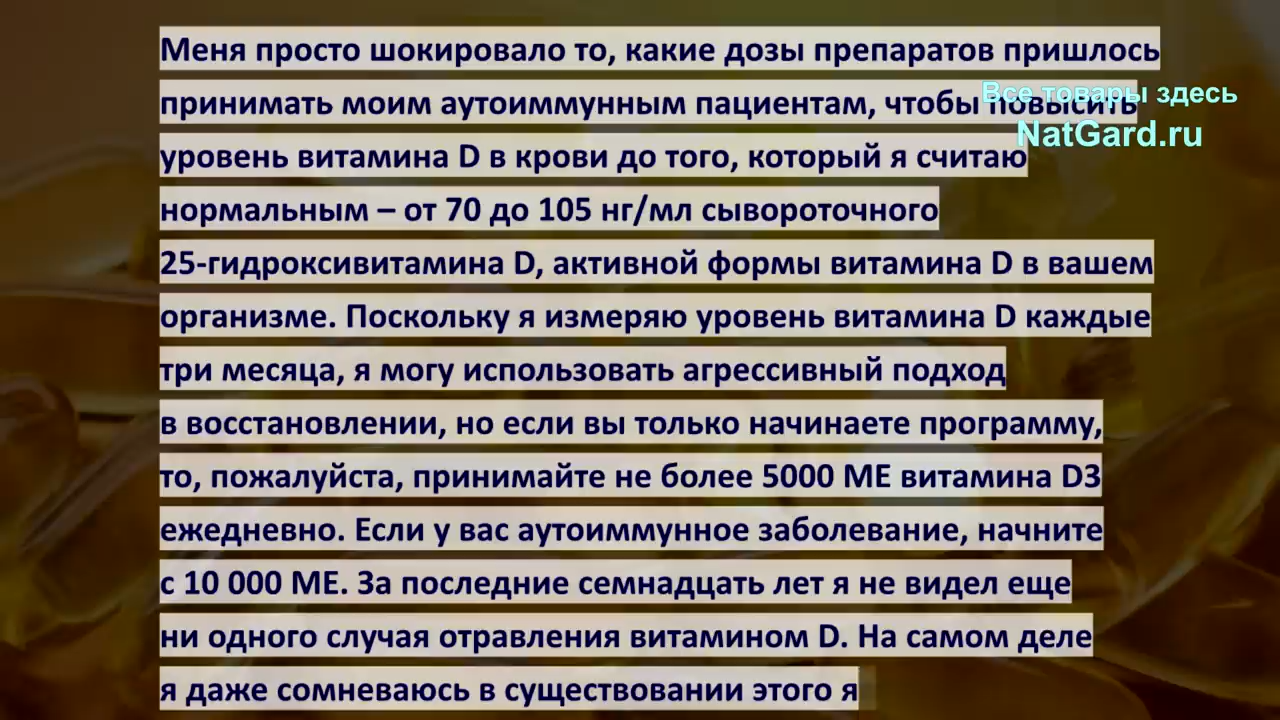 Меня просто шокировало то, какие дозы препаратов пришлось
принимать моим аутоиммунным пациентам, чтобы повысить
Все товары здесь
NatGard.ru
уровень витамина D в крови до того, который я считаю
нормальным – от 70 до 105 нг/мл сывороточного
25-гидроксивитамина D, активной формы витамина D в вашем
организме. Поскольку я измеряю уровень витамина D каждые
три месяца, я могу использовать агрессивный подход
в восстановлении, но если вы только начинаете программу,
то, пожалуйста, принимайте не более 5000 МЕ витамина D3
ежедневно. Если у вас аутоиммунное заболевание, начните
с 10 000 МЕ. За последние семнадцать лет я не видел еще
ни одного случая отравления витамином D. На самом деле
я даже сомневаюсь в существовании этого я